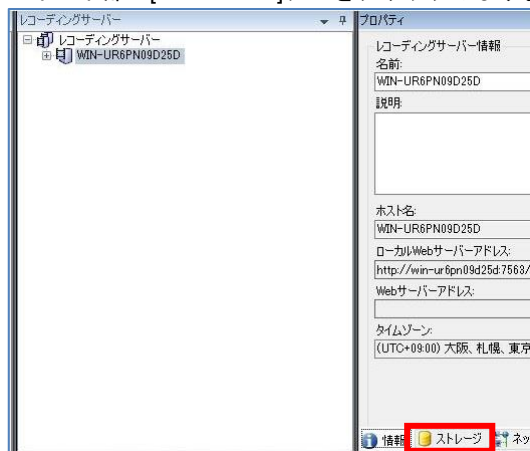 レコーディングサーバー
レコーディングサーバー
WIN-UR6PN09D25D
プロパティ
レコーディングサーバー情報
名前:
WIN-UR6PN09D25D
説明:
ホスト名:
WIN-UR6PN09D25D
ローカルWebサーバーアドレス:
http://win-ur6pn09d25d:7563/
Webサーバーアドレス:
タイムゾーン:
(UTC+09:00) 大阪、札幌、東京
情報 ストレージ ネッ